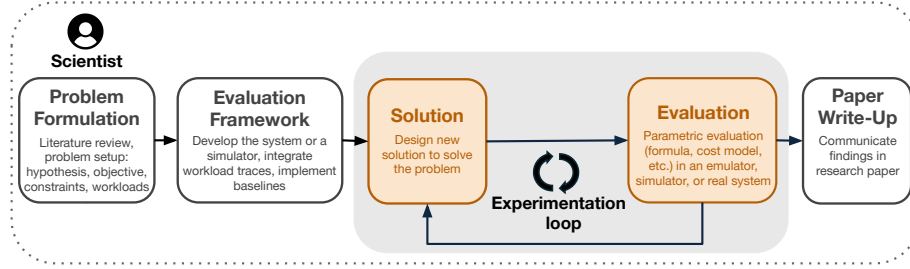 Scientist
Problem
Formulation
Literature review,
problem setup:
hypothesis, objective,
constraints, workloads
Evaluation
Framework
Develop the system or a
simulator, integrate
workload traces, implement
baselines
Solution
Design new
solution to solve
the problem
Experimentation
loop
Evaluation
Parametric evaluation
(formula, cost model,
etc.) in an emulator,
simulator, or real system
Paper
Write-Up
Communicate
findings in
research paper